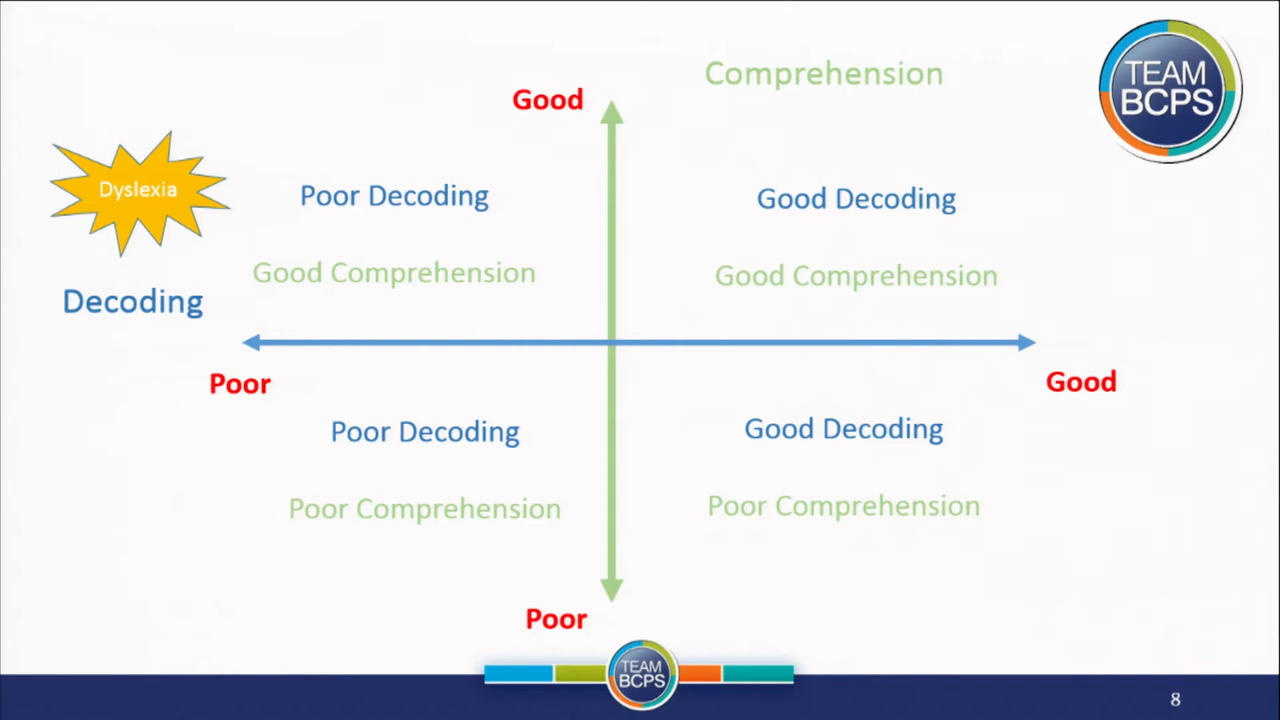 Comprehension
TEAM
BCPS
Good
Dyslexia
Poor Decoding
Good Decoding
Good Comprehension
Good Comprehension
Decoding
Poor
Good
Poor Decoding
Good Decoding
Poor Comprehension
Poor Comprehension
Poor
TEAM
BCPS
8